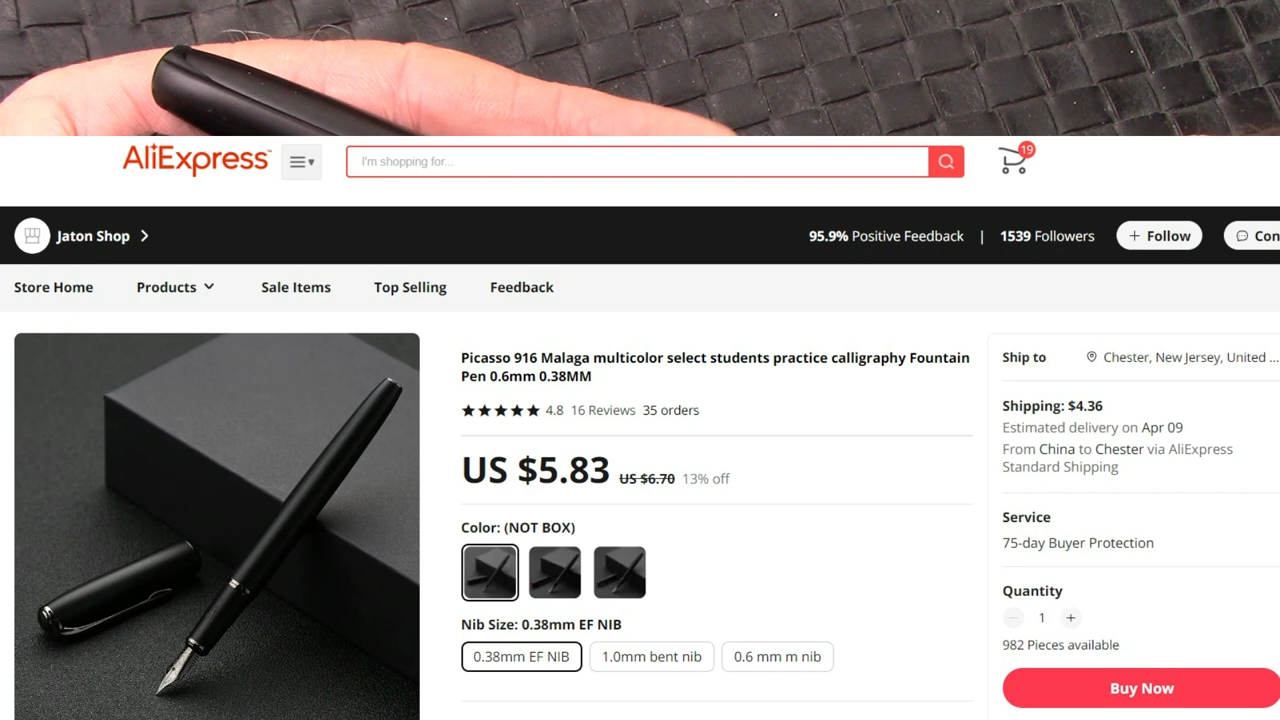 AliExpress™
I'm shopping for...
19
Jaton Shop
95.9% Positive Feedback | 1539 Followers
+ Follow
Con
Store Home
Products
Sale Items
Top Selling
Feedback
Picasso 916 Malaga multicolor select students practice calligraphy Fountain
Pen 0.6mm 0.38MM
4.8 16 Reviews 35 orders
US $5.83 US $6.70 13% off
Color: (NOT BOX)
Nib Size: 0.38mm EF NIB
0.38mm EF NIB
1.0mm bent nib
0.6 mm m nib
Ship to
Chester, New Jersey, United ...
Shipping: $4.36
Estimated delivery on Apr 09
From China to Chester via AliExpress
Standard Shipping
Service
75-day Buyer Protection
Quantity
1
982 Pieces available
Buy Now